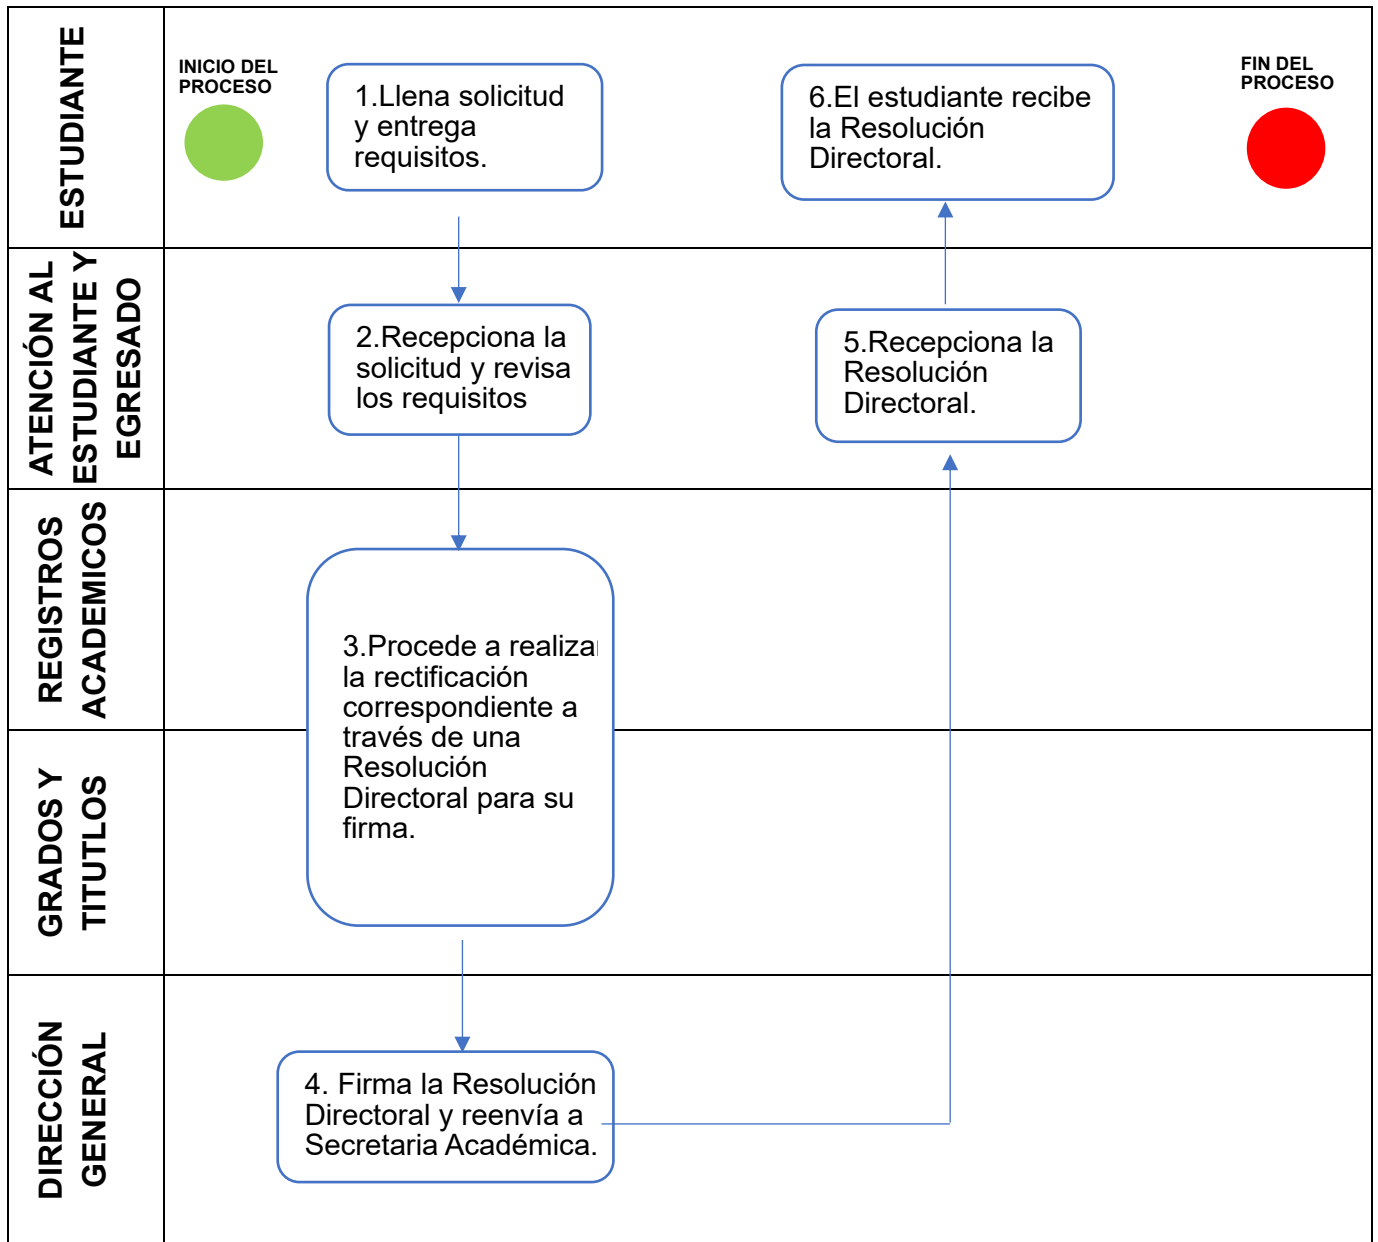 ESTUDIANTE
INICIO DEL
PROCESO
1.Llena solicitud
y entrega
requisitos.
6.El estudiante recibe
la Resolución
Directoral.
FIN DEL
PROCESO
ATENCIÓN AL
ESTUDIANTE Y
EGRESADO
2.Recepciona la
solicitud y revisa
los requisitos
5.Recepciona la
Resolución
Directoral.
REGISTROS
ACADEMICOS
3.Procede a realizar
la rectificación
correspondiente a
través de una
Resolución
Directoral para su
firma.
GRADOS Y
TITUTLOS
DIRECCIÓN
GENERAL
4. Firma la Resolución
Directoral y reenvía a
Secretaria Académica.